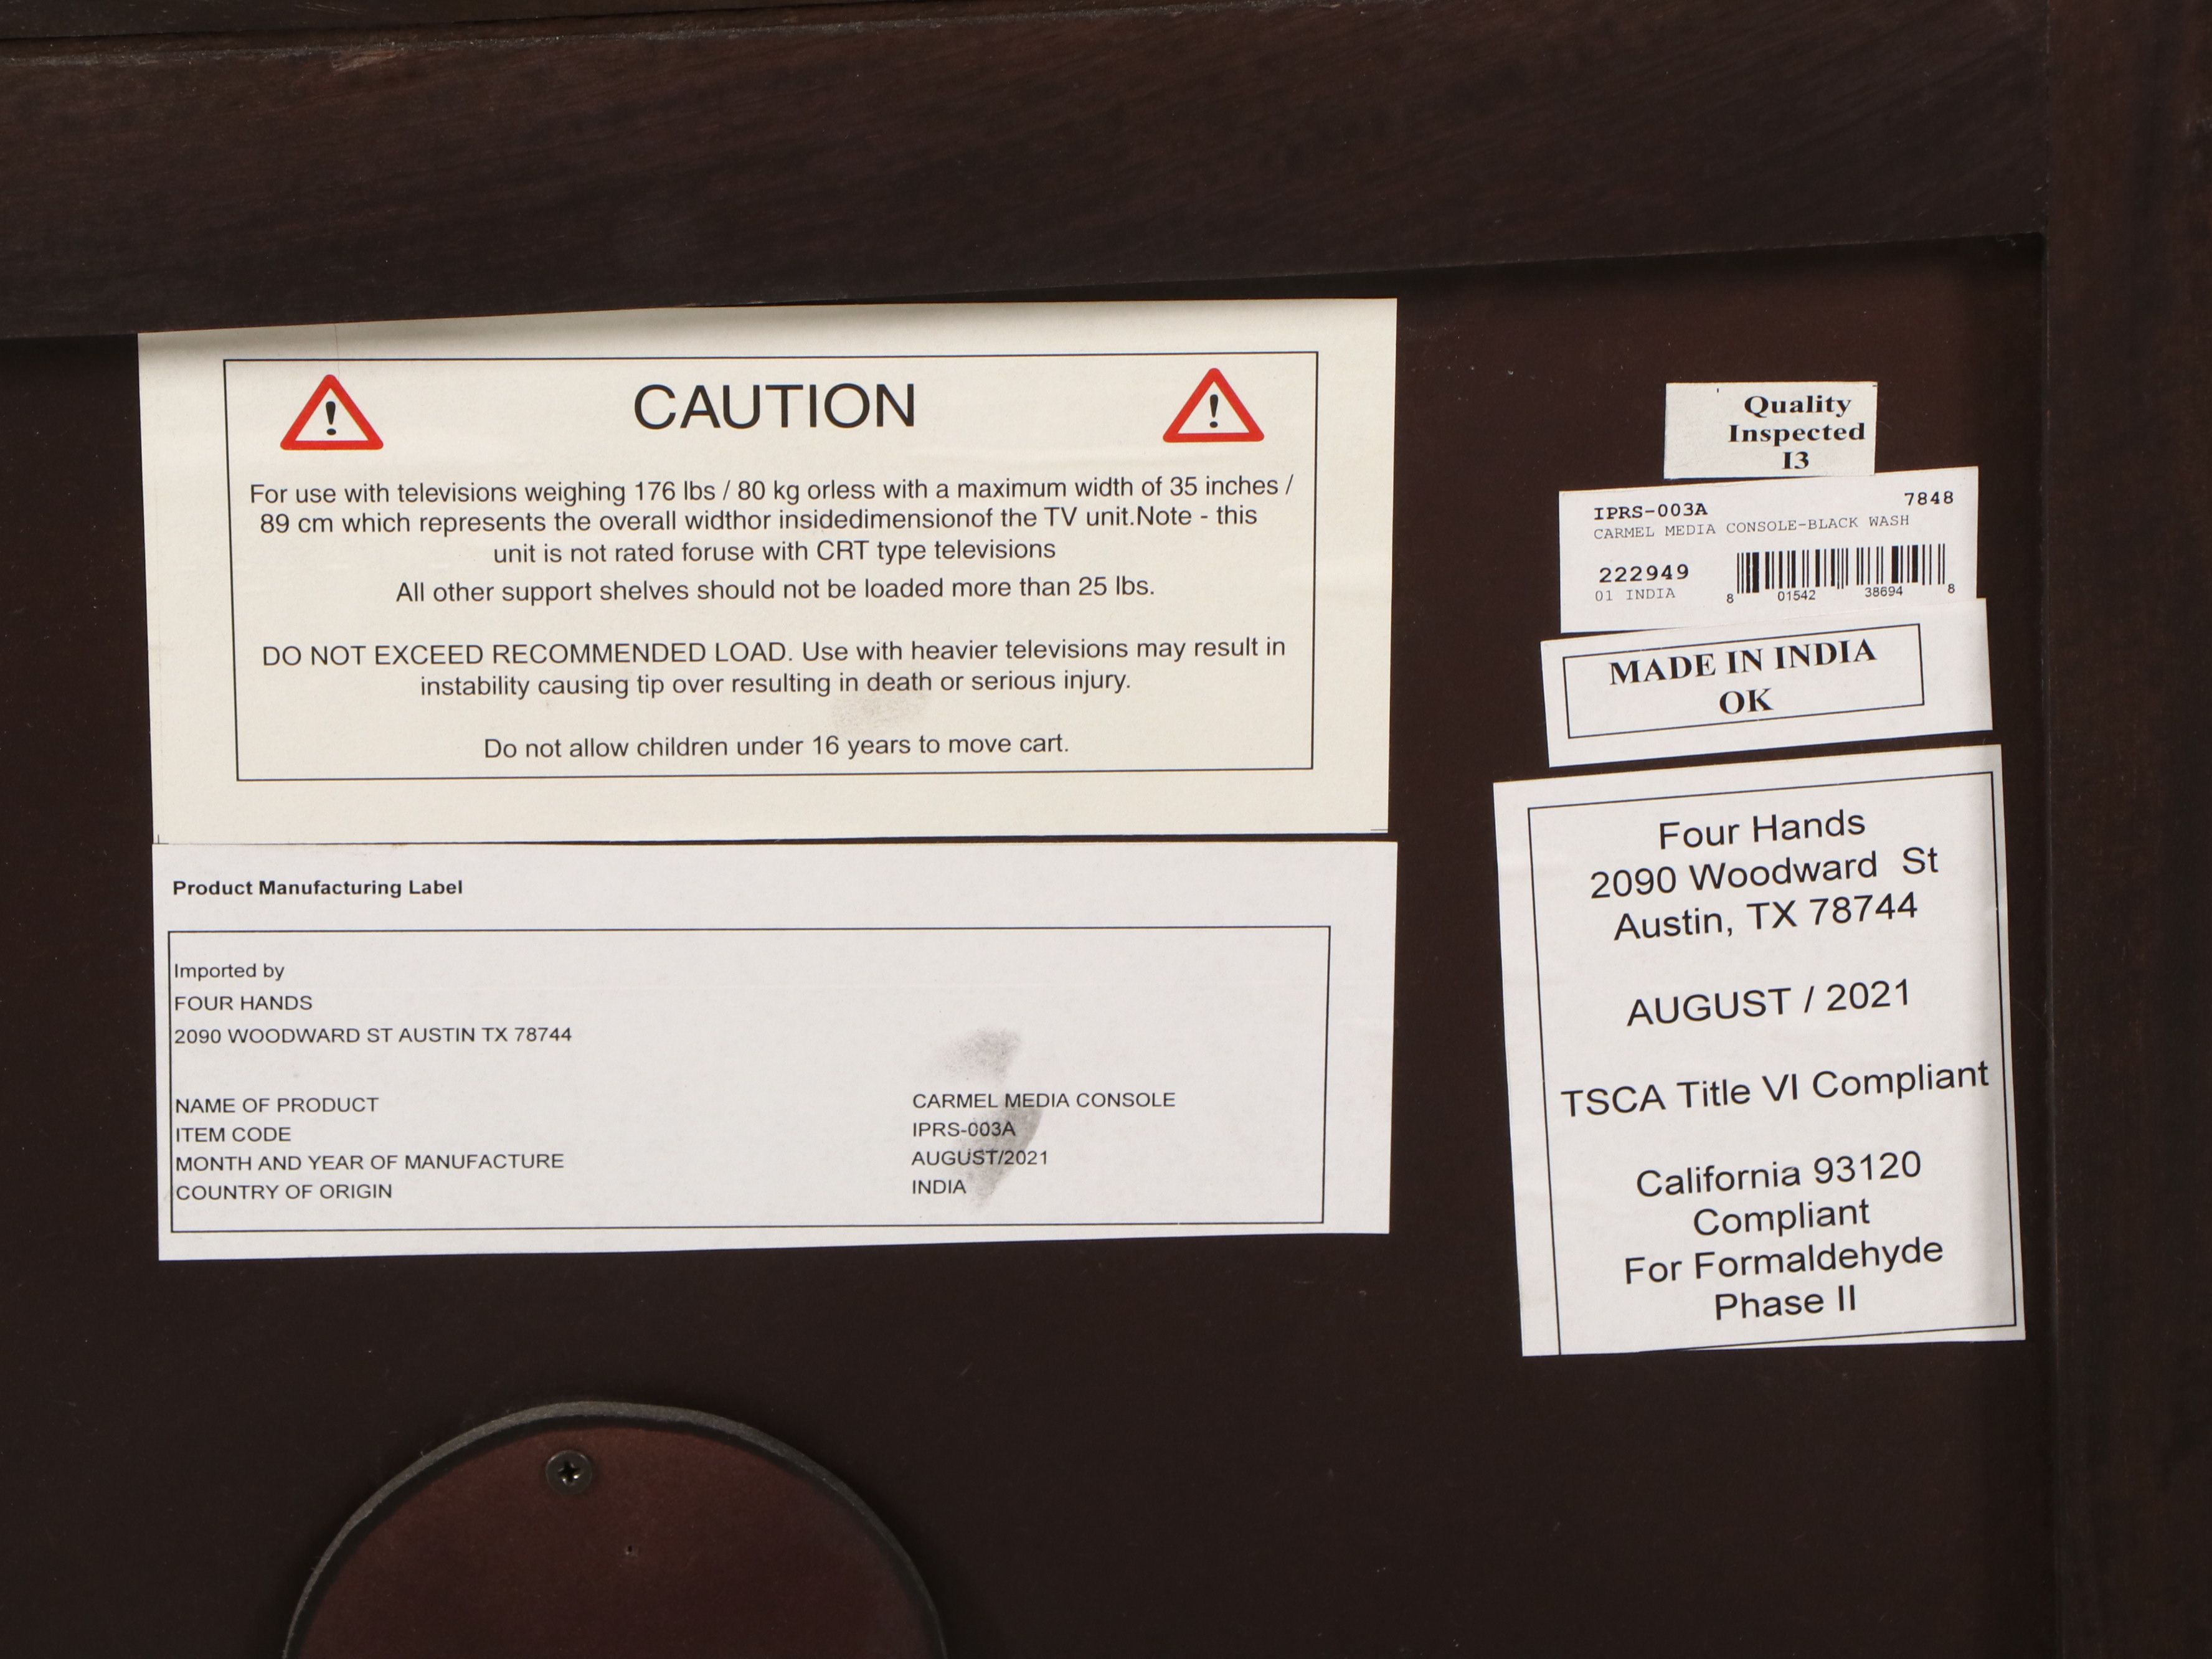 CAUTION
For use with televisions weighing 176 lbs / 80 kg orless with a maximum width of 35 inches /
89 cm which represents the overall widthor insidedimensionof the TV unit.Note - this
unit is not rated foruse with CRT type televisions
All other support shelves should not be loaded more than 25 lbs.
DO NOT EXCEED RECOMMENDED LOAD. Use with heavier televisions may result in
instability causing tip over resulting in death or serious injury.
Do not allow children under 16 years to move cart.
Product Manufacturing Label
Imported by
FOUR HANDS
2090 WOODWARD ST AUSTIN TX 78744
NAME OF PRODUCT CARMEL MEDIA CONSOLE
ITEM CODE IPRS-003A
MONTH AND YEAR OF MANUFACTURE AUGUST/2021
COUNTRY OF ORIGIN INDIA
Quality
Inspected
I3
IPRS-003A 7848
CARMEL MEDIA CONSOLE-BLACK WASH
222949
01 INDIA
8 01542 38694 8
MADE IN INDIA
OK
Four Hands
2090 Woodward St
Austin, TX 78744
AUGUST / 2021
TSCA Title VI Compliant
California 93120
Compliant
For Formaldehyde
Phase II